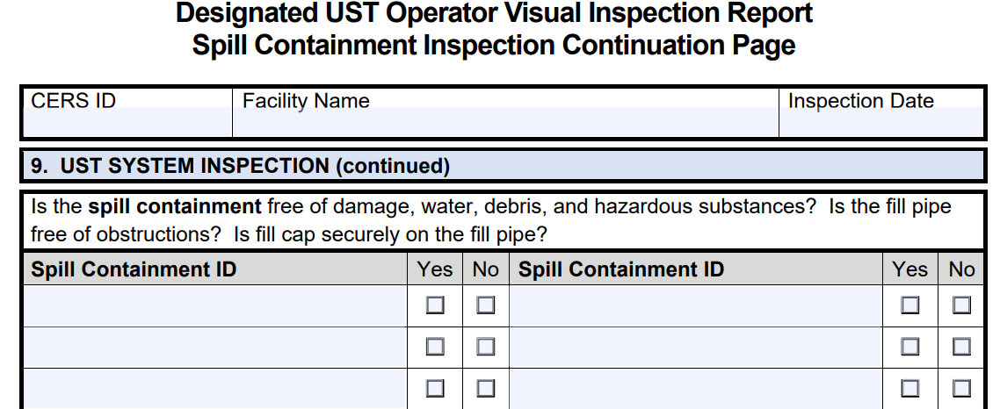 Designated UST Operator Visual Inspection Report
Spill Containment Inspection Continuation Page
CERS ID Facility Name Inspection Date
9. UST SYSTEM INSPECTION (continued)
Is the spill containment free of damage, water, debris, and hazardous substances? Is the fill pipe
free of obstructions? Is fill cap securely on the fill pipe?
Spill Containment ID Yes No Spill Containment ID Yes No